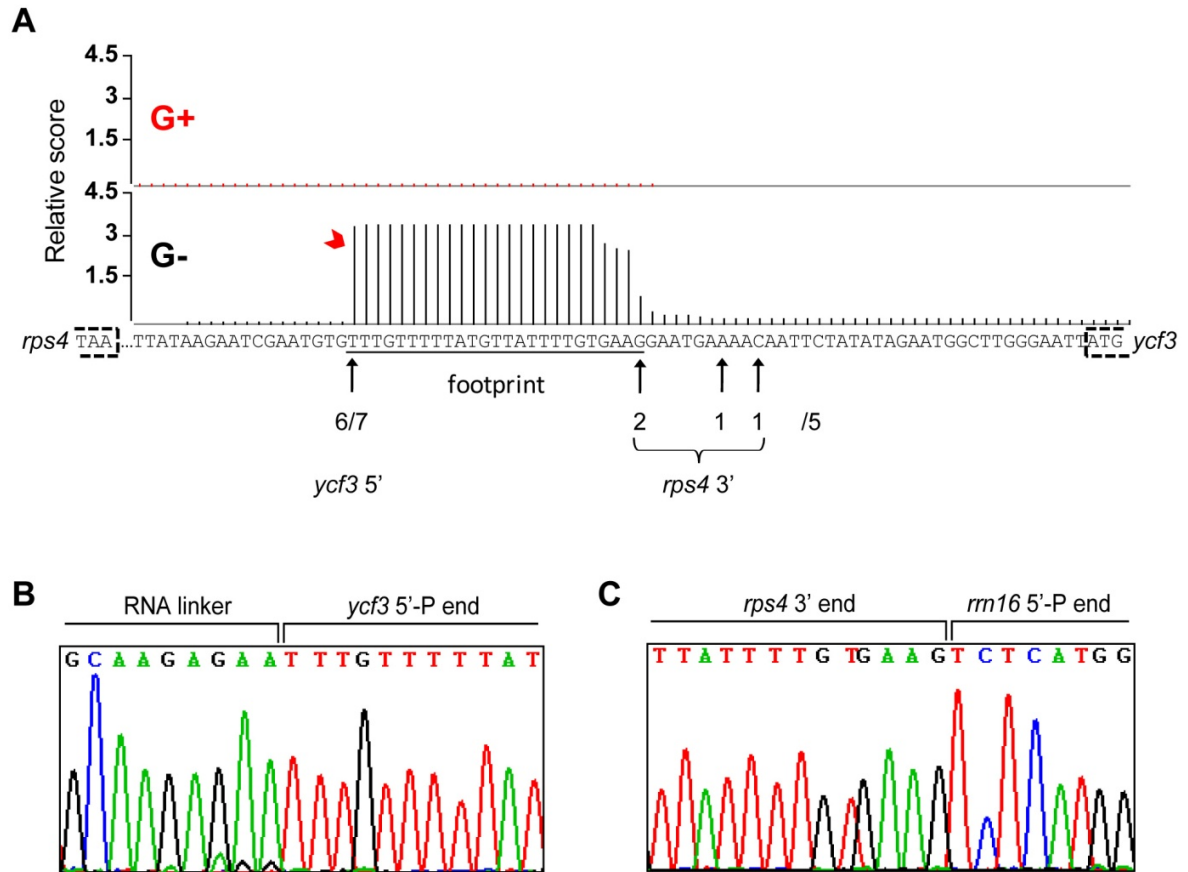 A
Relative score
4.5
3
1.5
G+
4.5
3
1.5
G-
rps4 TAA...TTATAAGAATCGAATGTGTTTGTTTTTATGTTATTTTGTGAAGGAATGAAAACAATTCTATATAGAATGGCTTGGGAATTATG ycf3
footprint
6/7 2 1 1 /5
ycf3 5' rps4 3'
B
RNA linker ycf3 5'-P end
G C A A G A G A A T T T G T T T T T A T
C
rps4 3' end rrn16 5'-P end
T T A T T T T G T G A A G T C T C A T G G